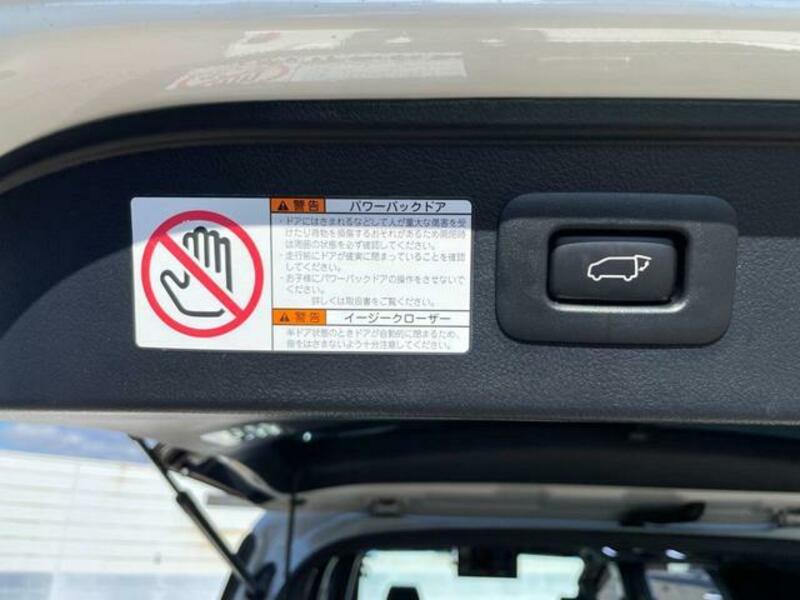 警告 パワーバックドア
・ドアにはさまれるなどして人が重大な傷害を受
けたり荷物を損傷するおそれがあるため開閉時
は周囲の状態を必ず確認してください。
・走行前にドアが確実に閉まっていることを確認
してください。
・お子様にパワーバックドアの操作をさせないで
ください。
詳しくは取扱書をご覧ください。
警告 イージークローザー
半ドア状態のときドアが自動的に閉まるため、
指をはさまないよう十分注意してください。